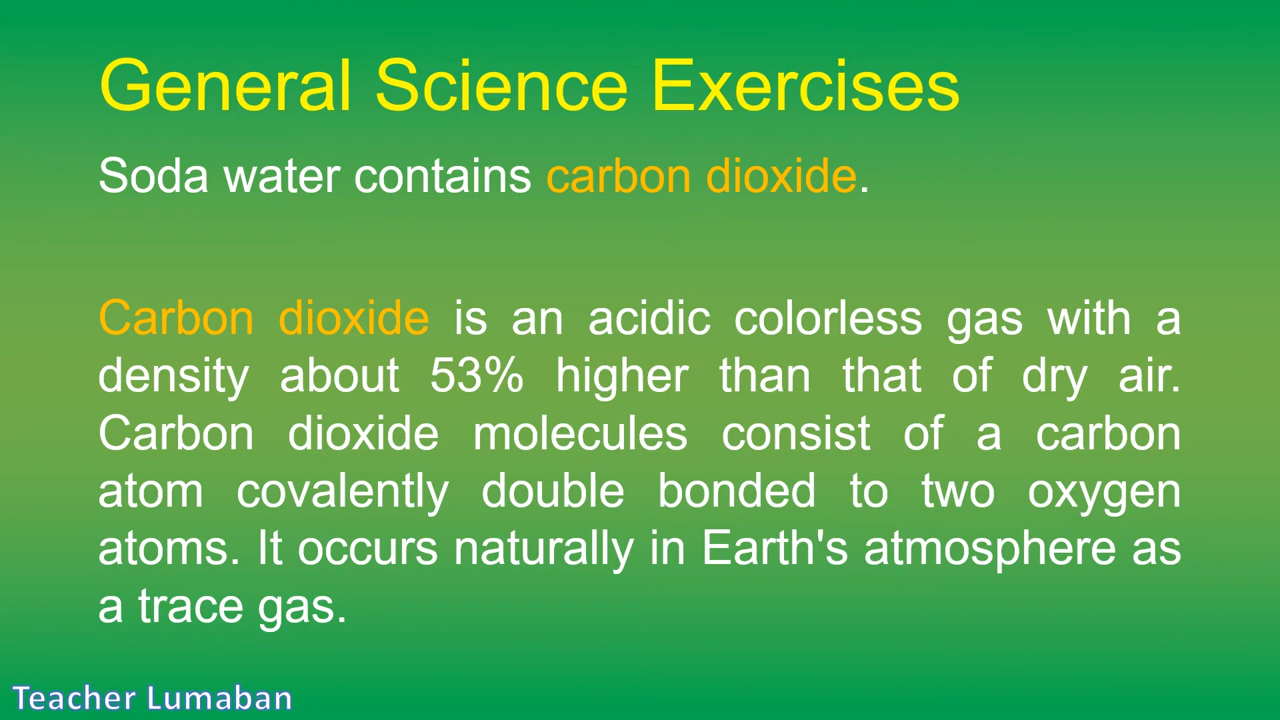 General Science Exercises
Soda water contains carbon dioxide.
Carbon dioxide is an acidic colorless gas with a
density about 53% higher than that of dry air.
Carbon dioxide molecules consist of a carbon
atom covalently double bonded to two oxygen
atoms. It occurs naturally in Earth's atmosphere as
a trace gas.
Teacher Lumaban